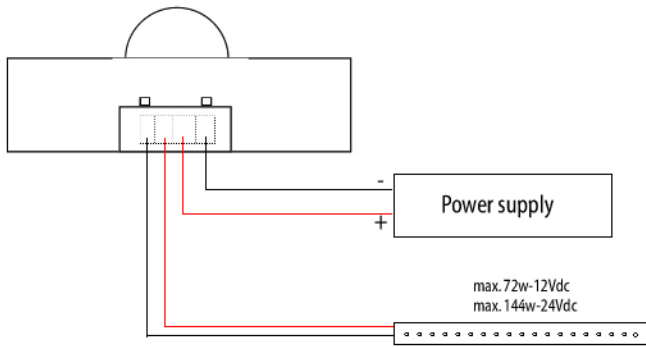 -
Power supply
+
max. 72w-12Vdc
max. 144w-24Vdc